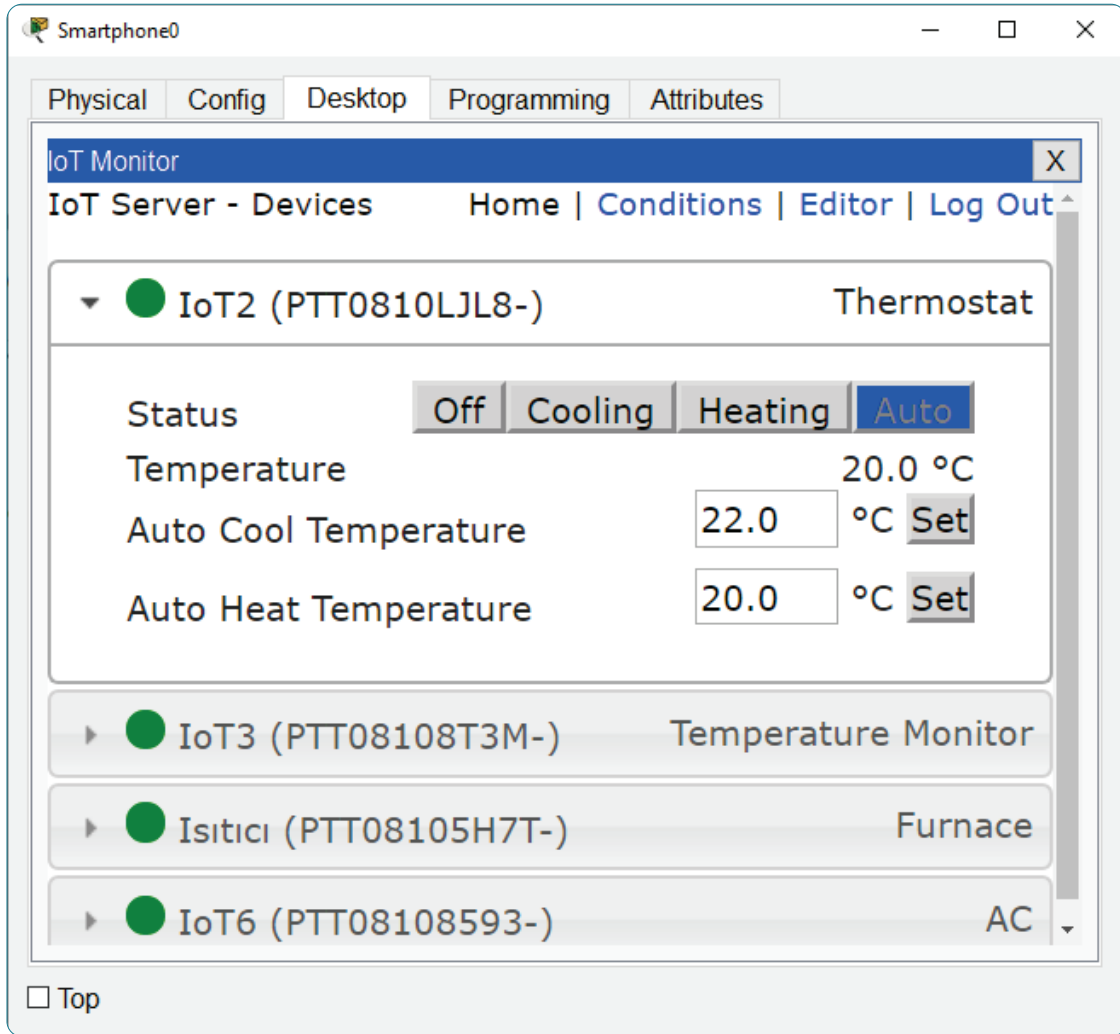 Smartphone0
Physical Config Desktop Programming Attributes
IoT Monitor X
IoT Server - Devices Home | Conditions | Editor | Log Out
IoT2 (PTT0810LJL8-) Thermostat
Status Off Cooling Heating Auto
Temperature 20.0 °C
Auto Cool Temperature 22.0 °C Set
Auto Heat Temperature 20.0 °C Set
IoT3 (PTT08108T3M-) Temperature Monitor
Isıtıcı (PTT08105H7T-) Furnace
IoT6 (PTT08108593-) AC
Top